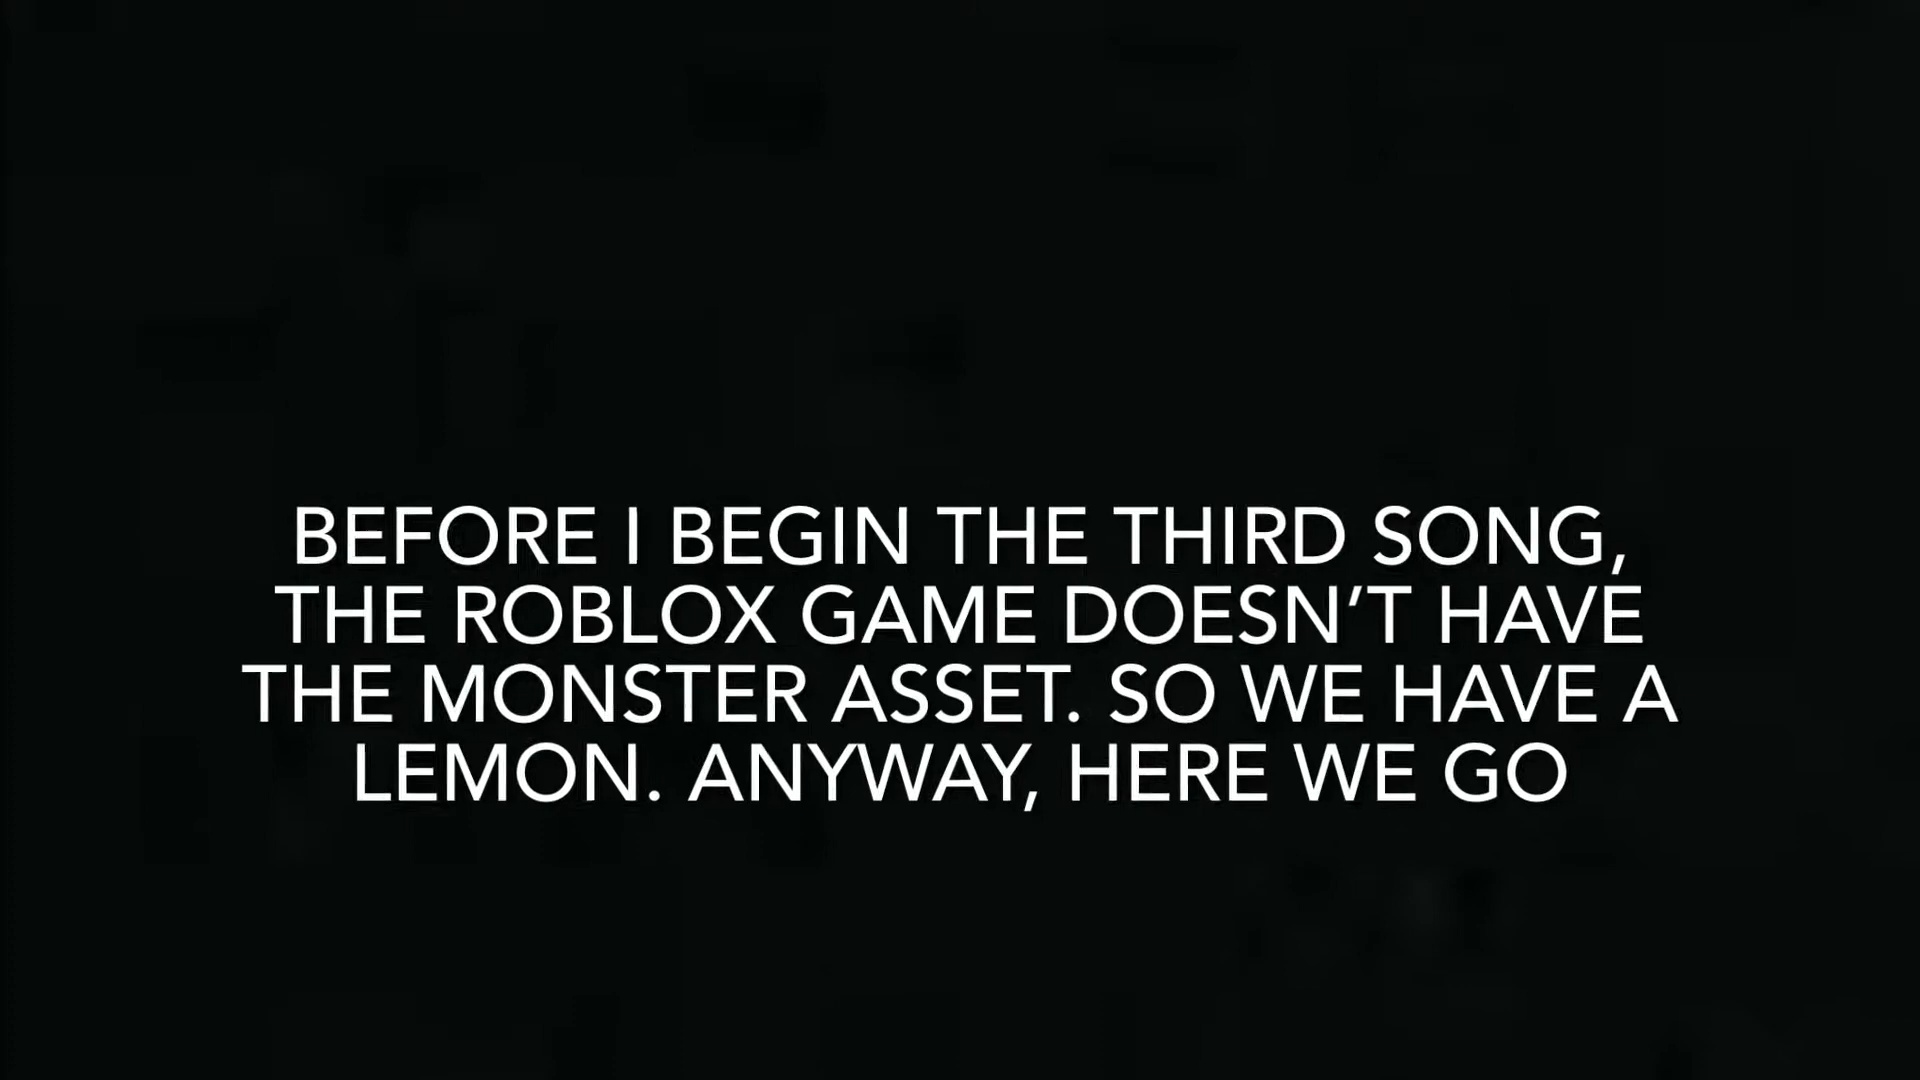 BEFORE I BEGIN THE THIRD SONG,
THE ROBLOX GAME DOESN’T HAVE
THE MONSTER ASSET. SO WE HAVE A
LEMON. ANYWAY, HERE WE GO